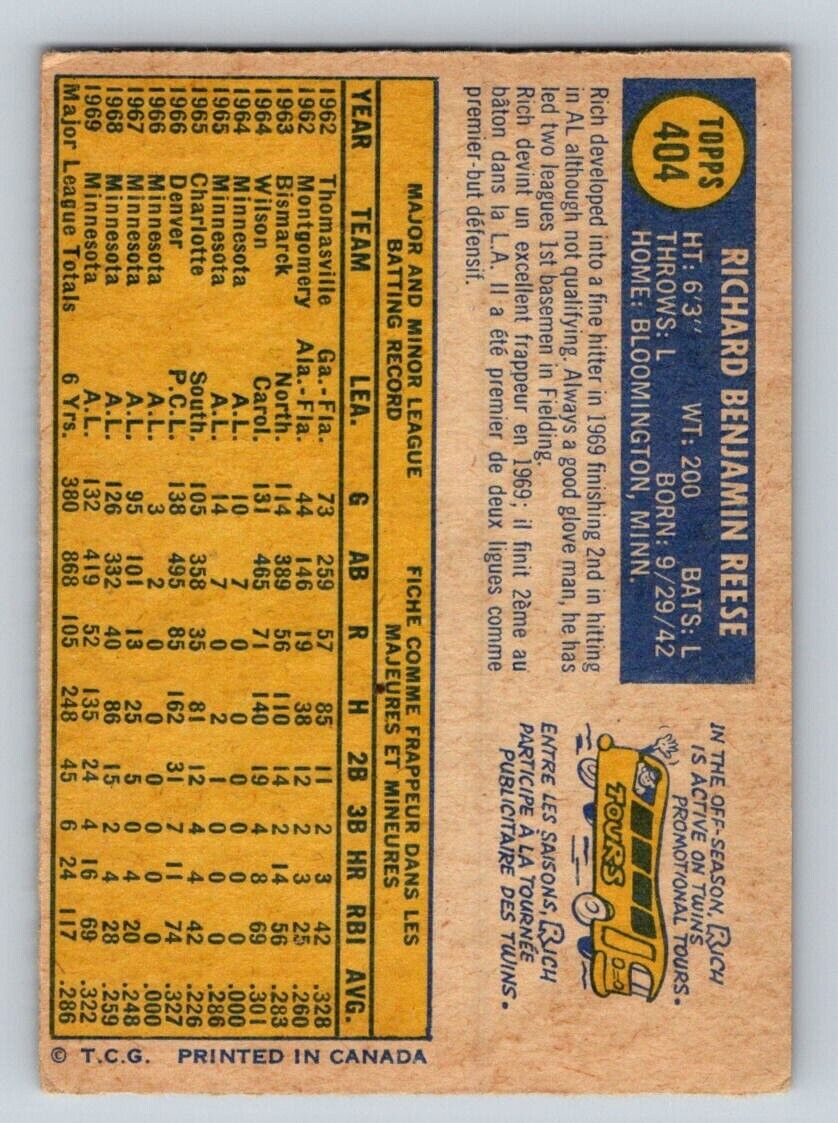 TOPPS
404
RICHARD BENJAMIN REESE
HT: 6'3" WT: 200 BATS: L
THROWS: L BORN: 9/29/42
HOME: BLOOMINGTON, MINN.
Rich developed into a fine hitter in 1969 finishing 2nd in hitting
in AL although not qualifying. Always a good glove man, he has
led two leagues 1st basemen in Fielding.
Rich devint un excellent frappeur en 1969; il finit 2ème au
bâton dans la L.A. Il a été premier de deux ligues comme
premier-but défensif.
IN THE OFF-SEASON, RICH
IS ACTIVE ON TWINS
PROMOTIONAL TOURS.
TOURS
ENTRE LES SAISONS, RICH
PARTICIPE À LA TOURNÉE
PUBLICITAIRE DES TWINS.
MAJOR AND MINOR LEAGUE
BATTING RECORD
FICHE COMME FRAPPEUR DANS LES
MAJEURES ET MINEURES
YEAR TEAM LEA. G AB R H 2B 3B HR RBI AVG.
1962 Thomasville Ga.-Fla. 73 259 57 85 11 2 3 42 .328
1962 Montgomery Ala.-Fla. 44 146 19 38 2 3 2 25 .260
1963 Bismarck North. 114 389 56 110 14 2 14 56 .283
1964 Wilson Carol. 131 465 71 140 19 4 8 69 .301
1964 Minnesota A.L. 10 7 0 0 0 0 0 0 .000
1965 Minnesota A.L. 14 7 0 2 1 0 0 0 .286
1965 Charlotte South. 105 358 35 81 12 4 4 42 .226
1966 Denver P.C.L. 138 495 85 162 31 7 11 74 .327
1966 Minnesota A.L. 3 2 0 0 0 0 0 0 .000
1967 Minnesota A.L. 95 101 13 25 5 0 4 20 .248
1968 Minnesota A.L. 126 332 40 86 15 2 4 28 .259
1969 Minnesota A.L. 132 419 52 135 24 4 16 69 .322
Major League Totals 6 Yrs. 380 868 105 248 45 6 24 117 .286
© T.C.G. PRINTED IN CANADA